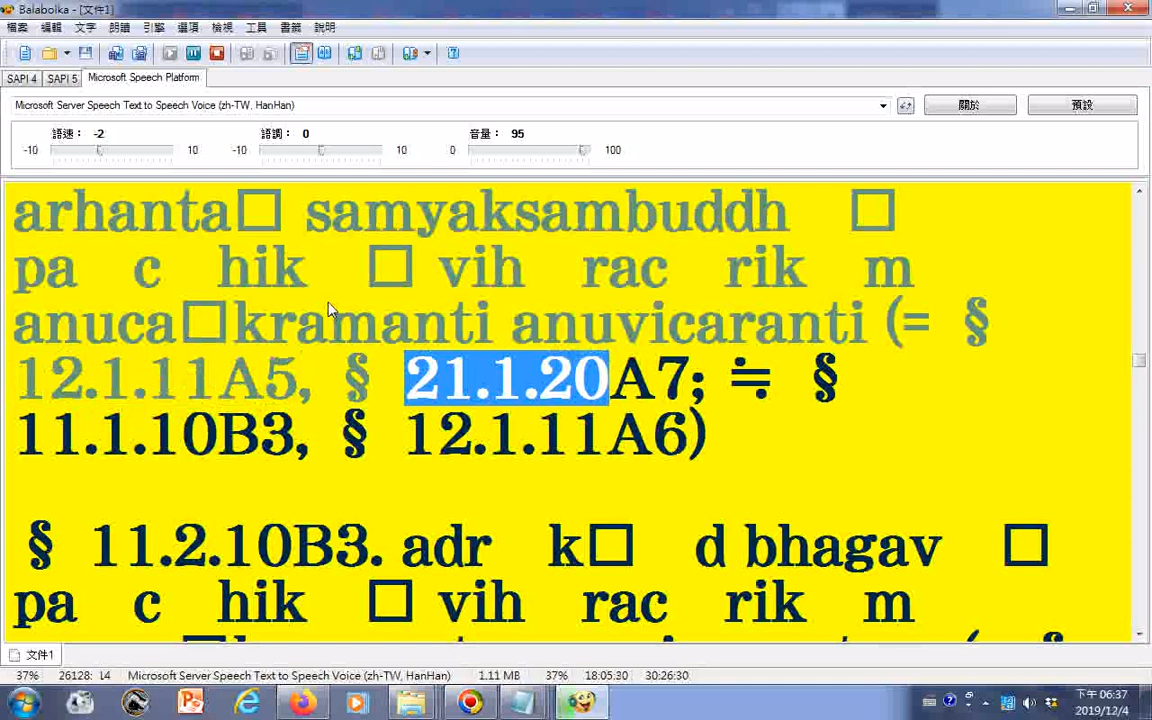 Balabolka - [文件1]
檔案 編輯 文字 朗讀 引擎 選項 檢視 工具 書籤 說明
SAPI 4 SAPI 5 Microsoft Speech Platform
Microsoft Server Speech Text to Speech Voice (zh-TW, HanHan) 關於 預設
語速： -2 語調： 0 音量： 95
-10 10 -10 10 0 100
arhanta□ samyaksambuddh □
pa c hik □ vih rac rik m
anuca□kramanti anuvicaranti (= §
12.1.11A5, § 21.1.20A7; ≒ §
11.1.10B3, § 12.1.11A6)
§ 11.2.10B3. adr k□ d bhagav □
pa c hik □ vih rac rik m
文件1
37% 26128: 14 Microsoft Server Speech Text to Speech Voice (zh-TW, HanHan) 1.11 MB 37% 18:05:30 30:26:30
下午 06:37
2019/12/4